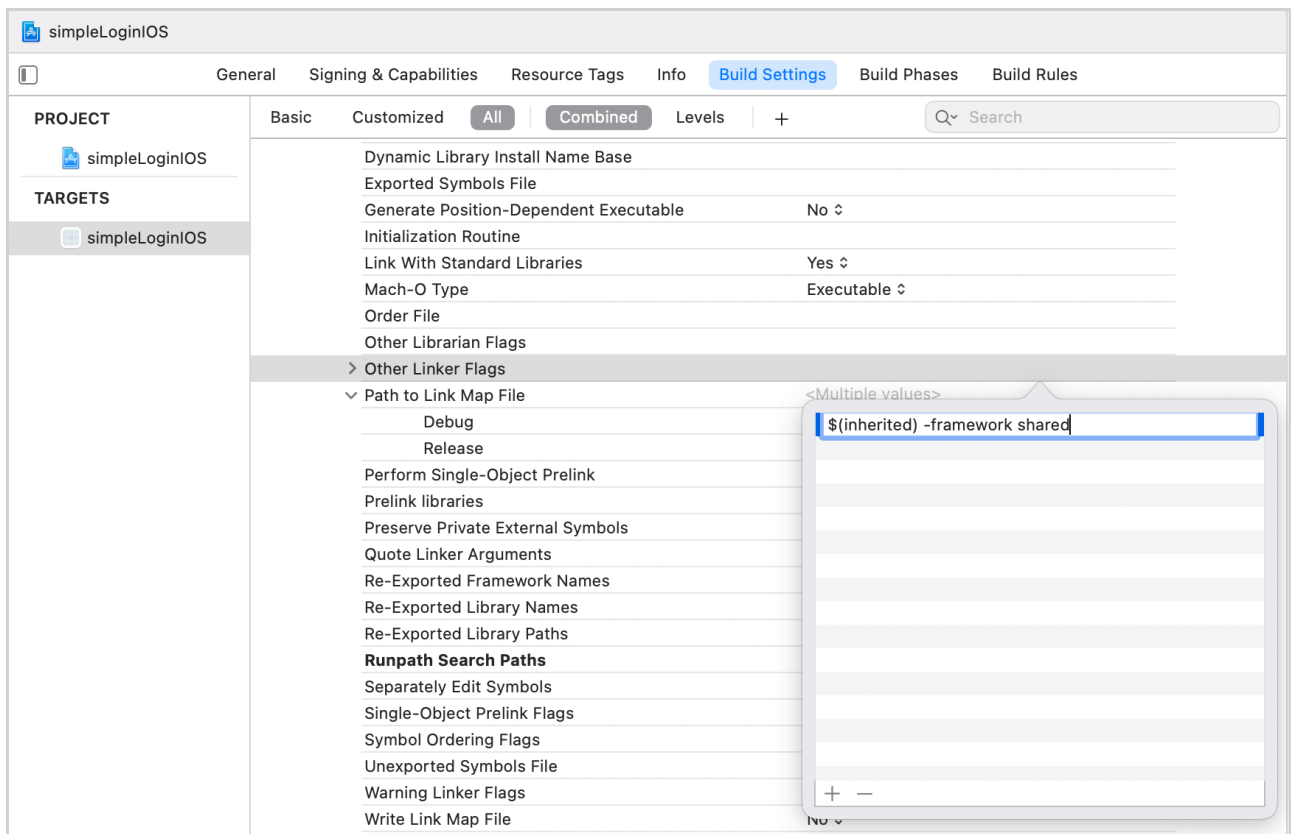 simpleLoginIOS
General Signing & Capabilities Resource Tags Info Build Settings Build Phases Build Rules
PROJECT
simpleLoginIOS
TARGETS
simpleLoginIOS
Basic Customized All Combined Levels + Search
Dynamic Library Install Name Base
Exported Symbols File
Generate Position-Dependent Executable No
Initialization Routine
Link With Standard Libraries Yes
Mach-O Type Executable
Order File
Other Librarian Flags
Other Linker Flags
Path to Link Map File <Multiple values>
Debug
Release
Perform Single-Object Prelink
Prelink libraries
Preserve Private External Symbols
Quote Linker Arguments
Re-Exported Framework Names
Re-Exported Library Names
Re-Exported Library Paths
Runpath Search Paths
Separately Edit Symbols
Single-Object Prelink Flags
Symbol Ordering Flags
Unexported Symbols File
Warning Linker Flags
Write Link Map File No
$(inherited) -framework shared
+ −